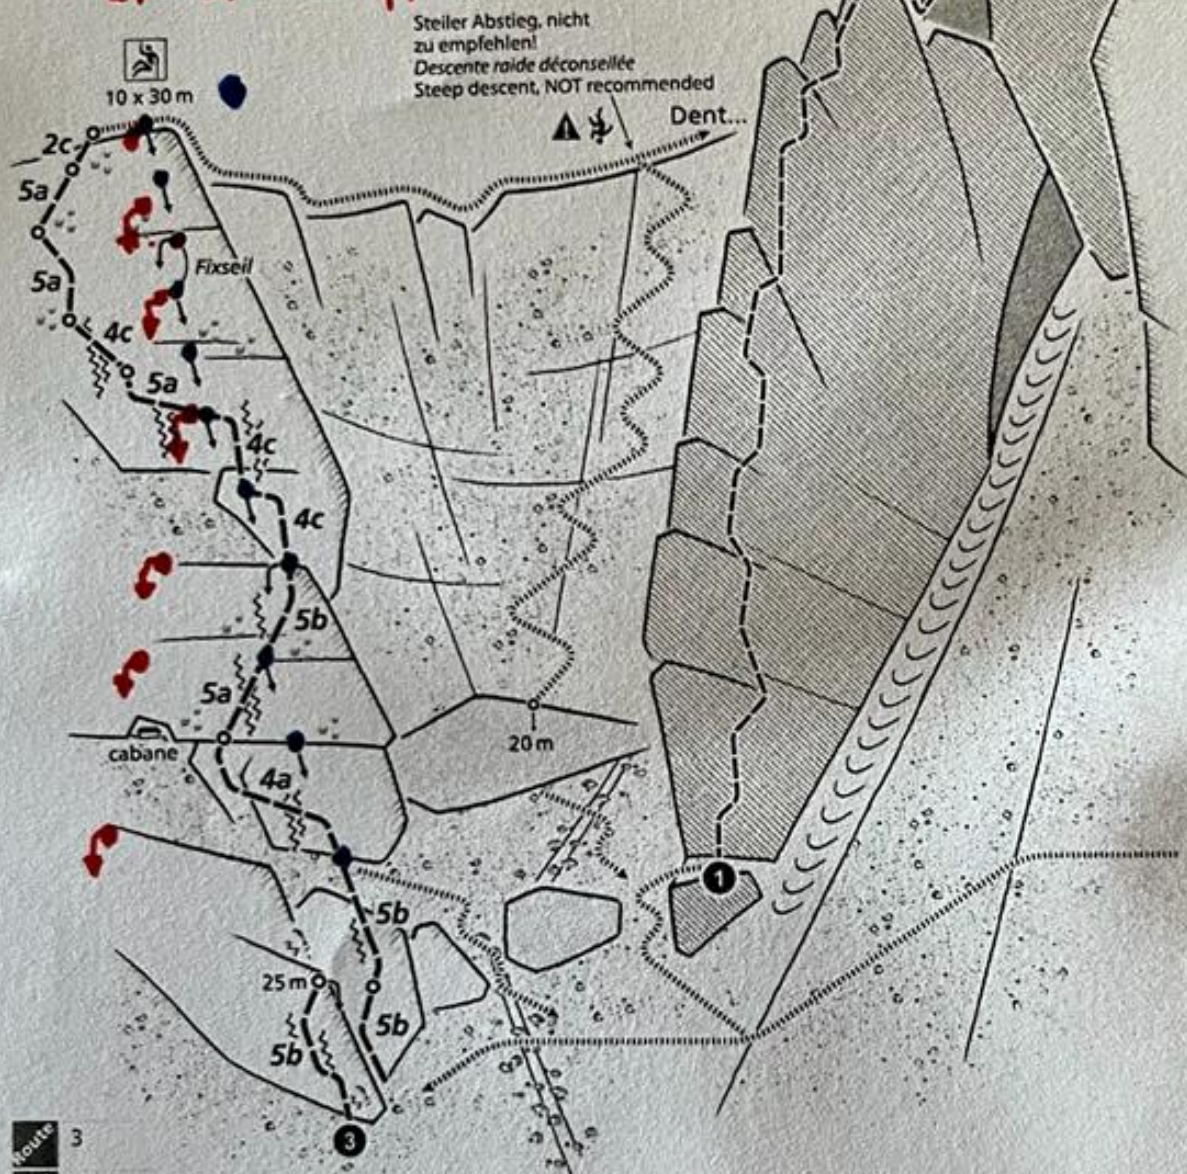 Steiler Abstieg, nicht
zu empfehlen!
Descente raide déconseillée
Steep descent, NOT recommended
10 x 30 m
Dent...
2c
5a
Fixseil
5a
4c
5a
4c
4c
5b
5a
20 m
cabane
4a
1
5b
25 m
5b
5b
Route
3
3